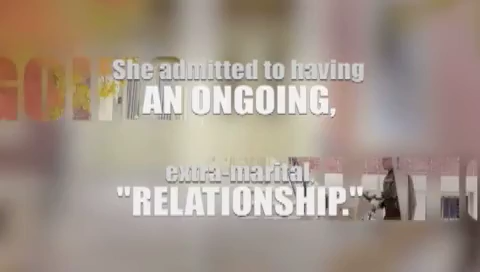 She admitted to having
AN ONGOING,
extra-marital,
"RELATIONSHIP."